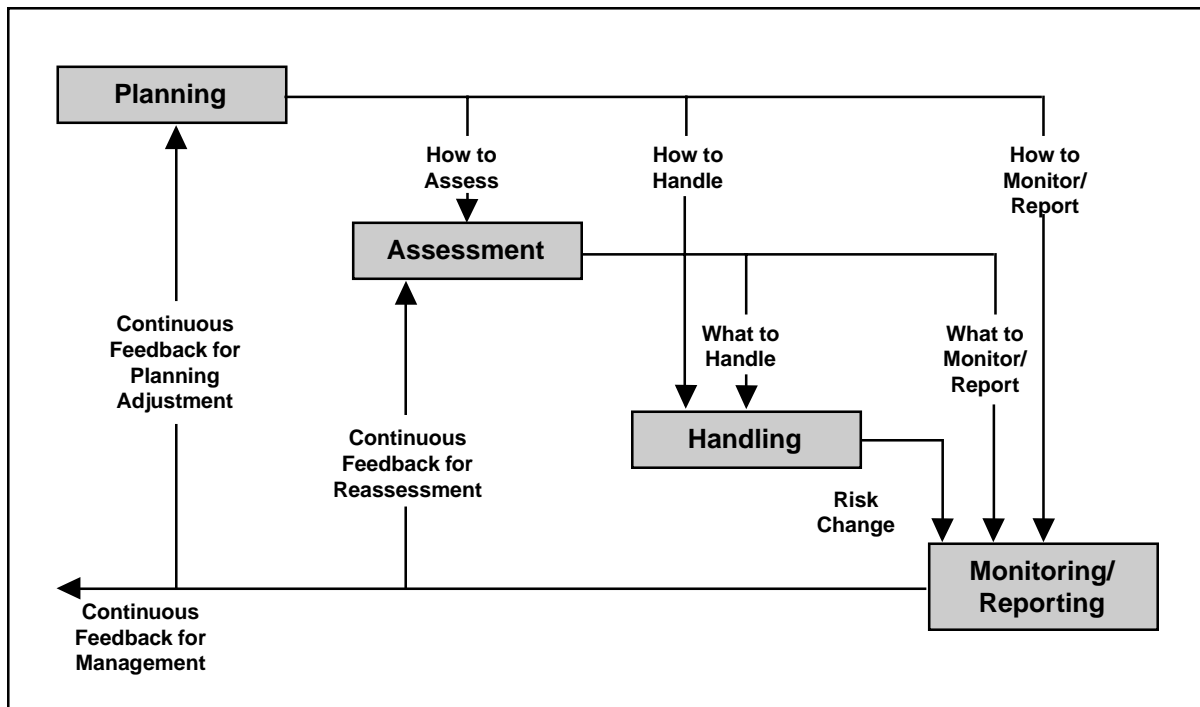 Planning
How to
Assess
How to
Handle
How to
Monitor/
Report
Assessment
Continuous
Feedback for
Planning
Adjustment
What to
Handle
What to
Monitor/
Report
Continuous
Feedback for
Reassessment
Handling
Risk
Change
Monitoring/
Reporting
Continuous
Feedback for
Management